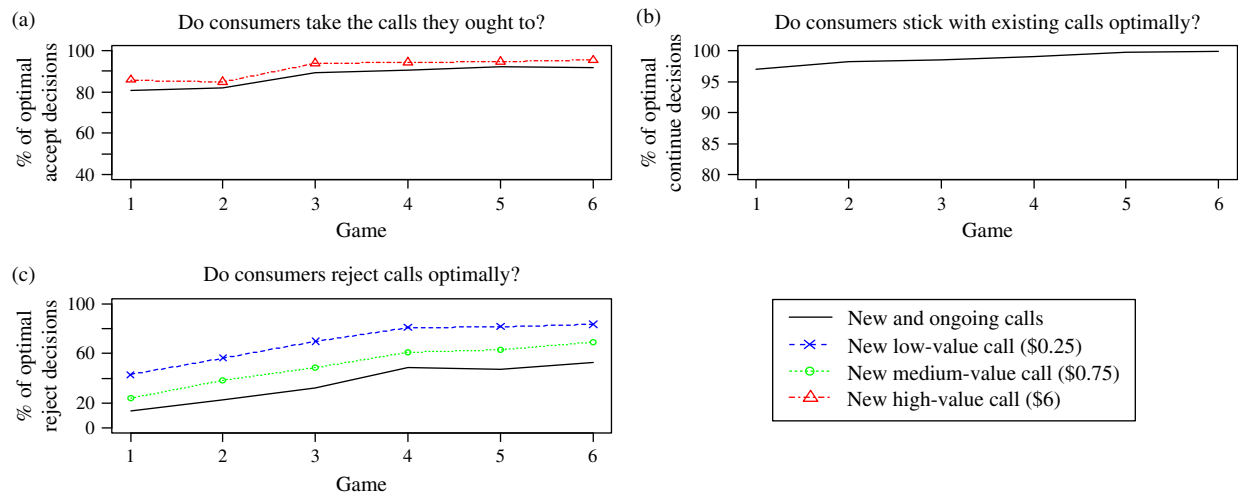 (a)
Do consumers take the calls they ought to?
% of optimal
accept decisions
100
80
60
40
1 2 3 4 5 6
Game
(b)
Do consumers stick with existing calls optimally?
% of optimal
continue decisions
100
95
90
85
80
1 2 3 4 5 6
Game
(c)
Do consumers reject calls optimally?
% of optimal
reject decisions
100
60
20
0
1 2 3 4 5 6
Game
New and ongoing calls
New low-value call ($0.25)
New medium-value call ($0.75)
New high-value call ($6)